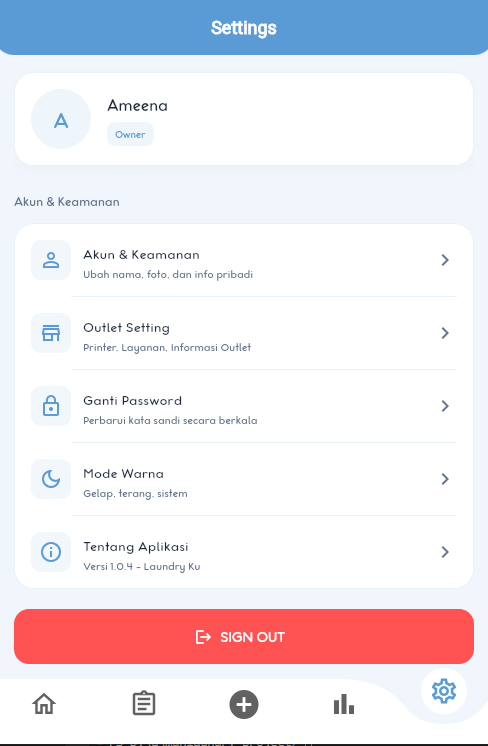 Settings
A
Ameena
Owner
Akun & Keamanan
Akun & Keamanan
Ubah nama, foto, dan info pribadi
Outlet Setting
Printer, Layanan, Informasi Outlet
Ganti Password
Perbarui kata sandi secara berkala
Mode Warna
Gelap, terang, sistem
Tentang Aplikasi
Versi 1.0.4 - Laundry Ku
SIGN OUT